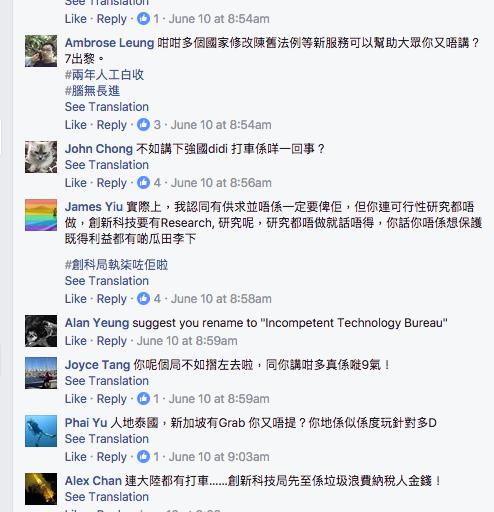 See Translation
Like · Reply · 1 · June 10 at 8:54am
Ambrose Leung 咁咁多個國家修改陳舊法例等新服務可以幫助大眾你又唔講？
7出黎。
#兩年人工白收
#腦無長進
See Translation
Like · Reply · 3 · June 10 at 8:54am
John Chong 不如講下強國didi 打車係咩一回事？
See Translation
Like · Reply · 4 · June 10 at 8:56am
James Yiu 實際上，我認同有供求並唔係一定要俾佢，但你連可行性研究都唔
做，創新科技要有Research, 研究呢，研究都唔做就話唔得，你話你唔係想保護
既得利益都有啲瓜田李下
#創科局執柒咗佢啦
See Translation
Like · Reply · 4 · June 10 at 8:58am
Alan Yeung suggest you rename to "Incompetent Technology Bureau"
Like · Reply · June 10 at 8:59am
Joyce Tang 你呢個局不如摺左去啦，同你講咁多真係嘥9氣！
See Translation
Like · Reply · 1 · June 10 at 8:59am
Phai Yu 人地泰國，新加坡有Grab 你又唔提？你地係似係度玩針對多D
See Translation
Like · Reply · 1 · June 10 at 9:03am
Alex Chan 連大陸都有打車......創新科技局先至係垃圾浪費納稅人金錢！
See Translation